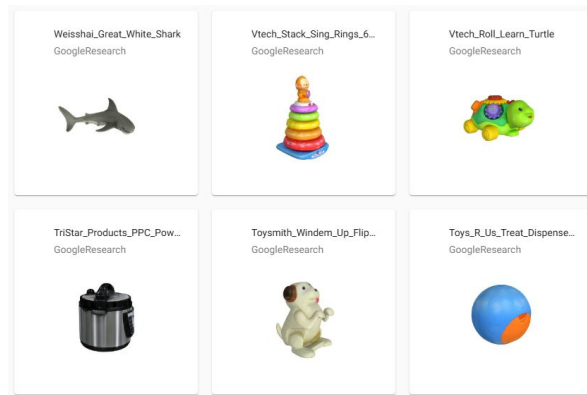 Weisshai_Great_White_Shark
GoogleResearch
Vtech_Stack_Sing_Rings_6...
GoogleResearch
Vtech_Roll_Learn_Turtle
GoogleResearch
TriStar_Products_PPC_Pow...
GoogleResearch
Toysmith_Windem_Up_Flip...
GoogleResearch
Toys_R_Us_Treat_Dispense...
GoogleResearch